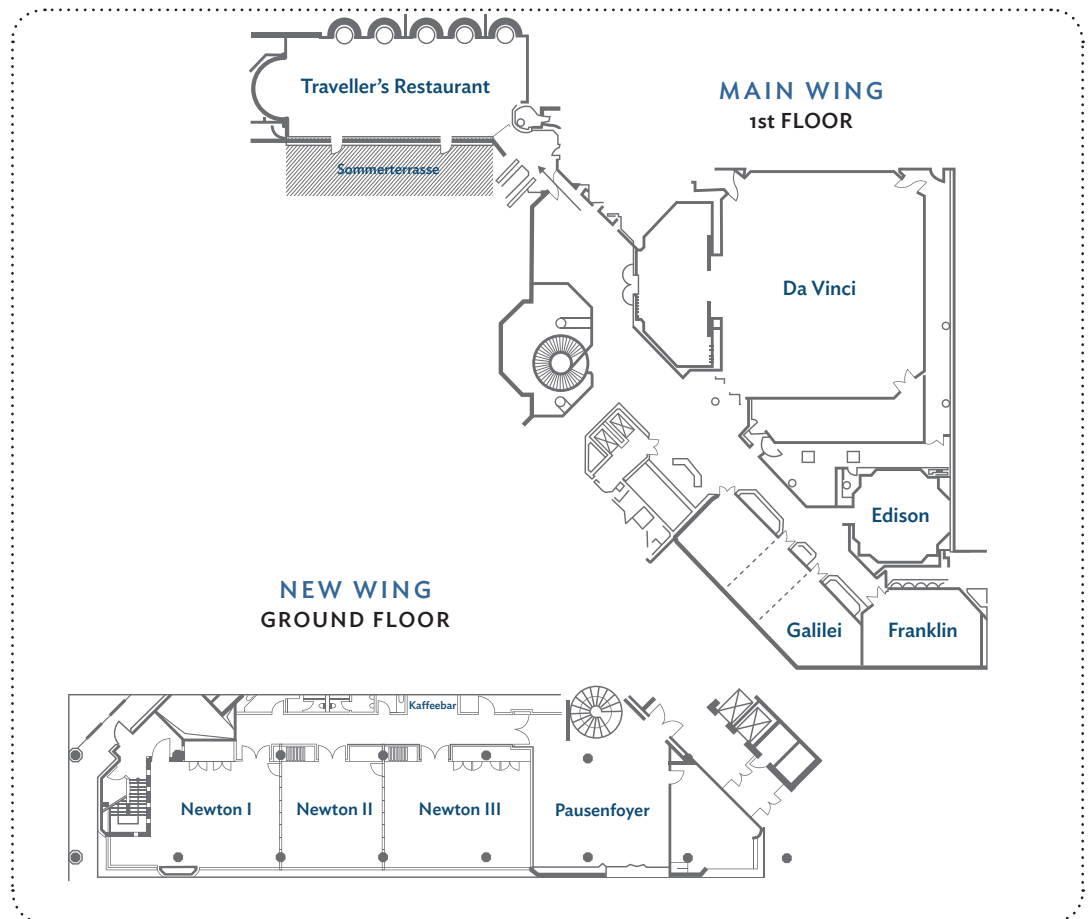 Traveller's Restaurant
MAIN WING
1st FLOOR
Sommerterrasse
Da Vinci
Edison
NEW WING
GROUND FLOOR
Galilei
Franklin
Kaffeebar
Newton I
Newton II
Newton III
Pausenfoyer